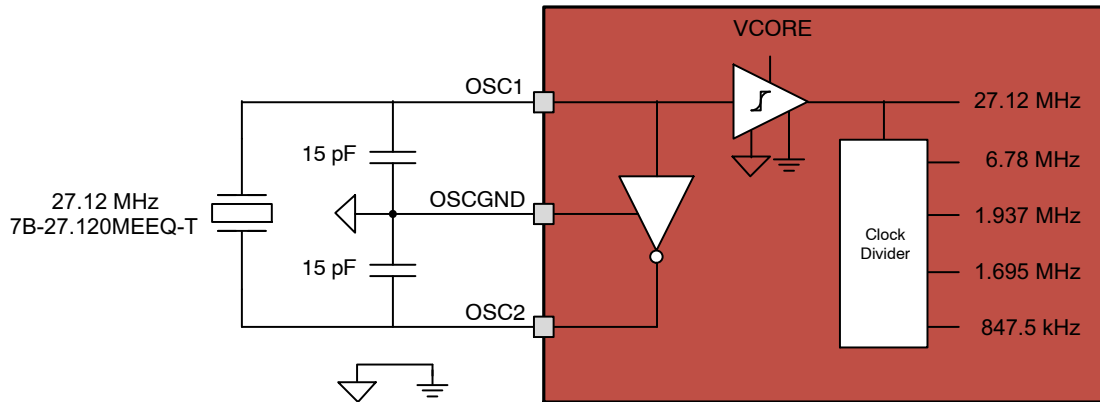 VCORE
OSC1
27.12 MHz
15 pF
6.78 MHz
27.12 MHz
7B-27.120MEEQ-T
OSCGND
1.937 MHz
Clock
Divider
15 pF
1.695 MHz
OSC2
847.5 kHz